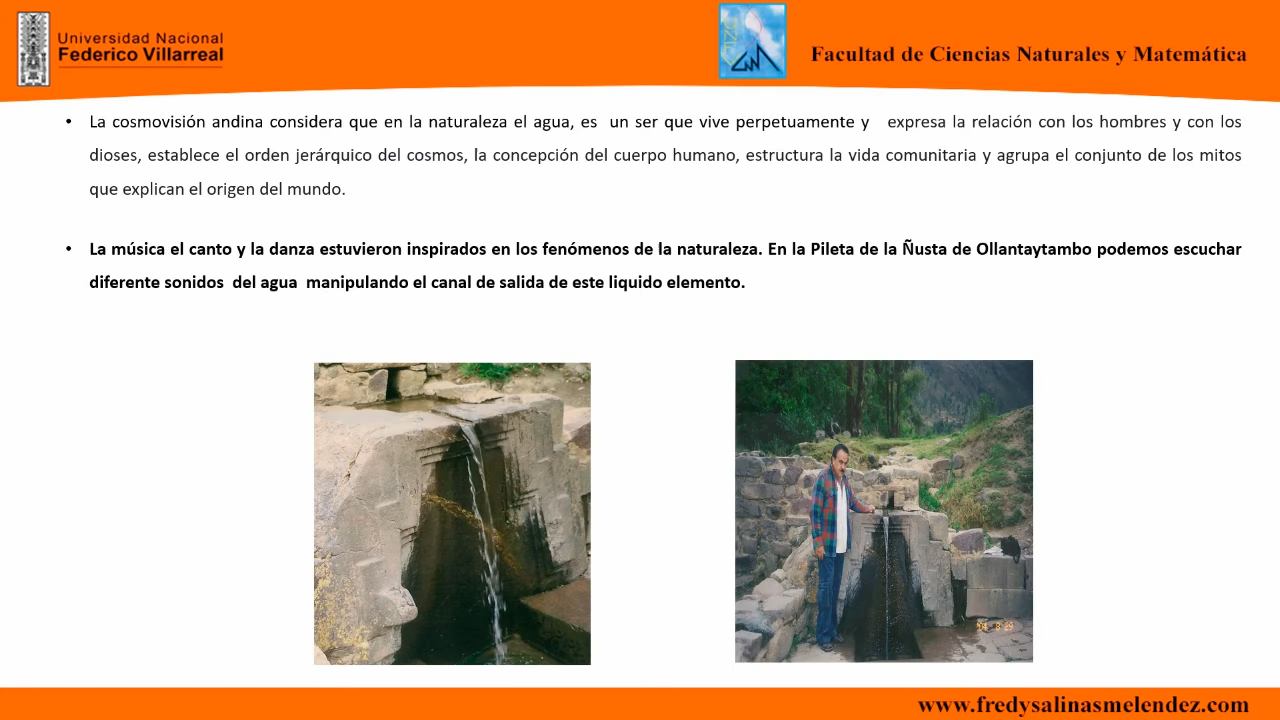 Universidad Nacional
Federico Villarreal
Facultad de Ciencias Naturales y Matemática
• La cosmovisión andina considera que en la naturaleza el agua, es un ser que vive perpetuamente y expresa la relación con los hombres y con los
dioses, establece el orden jerárquico del cosmos, la concepción del cuerpo humano, estructura la vida comunitaria y agrupa el conjunto de los mitos
que explican el origen del mundo.
• La música el canto y la danza estuvieron inspirados en los fenómenos de la naturaleza. En la Pileta de la Ñusta de Ollantaytambo podemos escuchar
diferente sonidos del agua manipulando el canal de salida de este liquido elemento.
www.fredysalinasmelendez.com